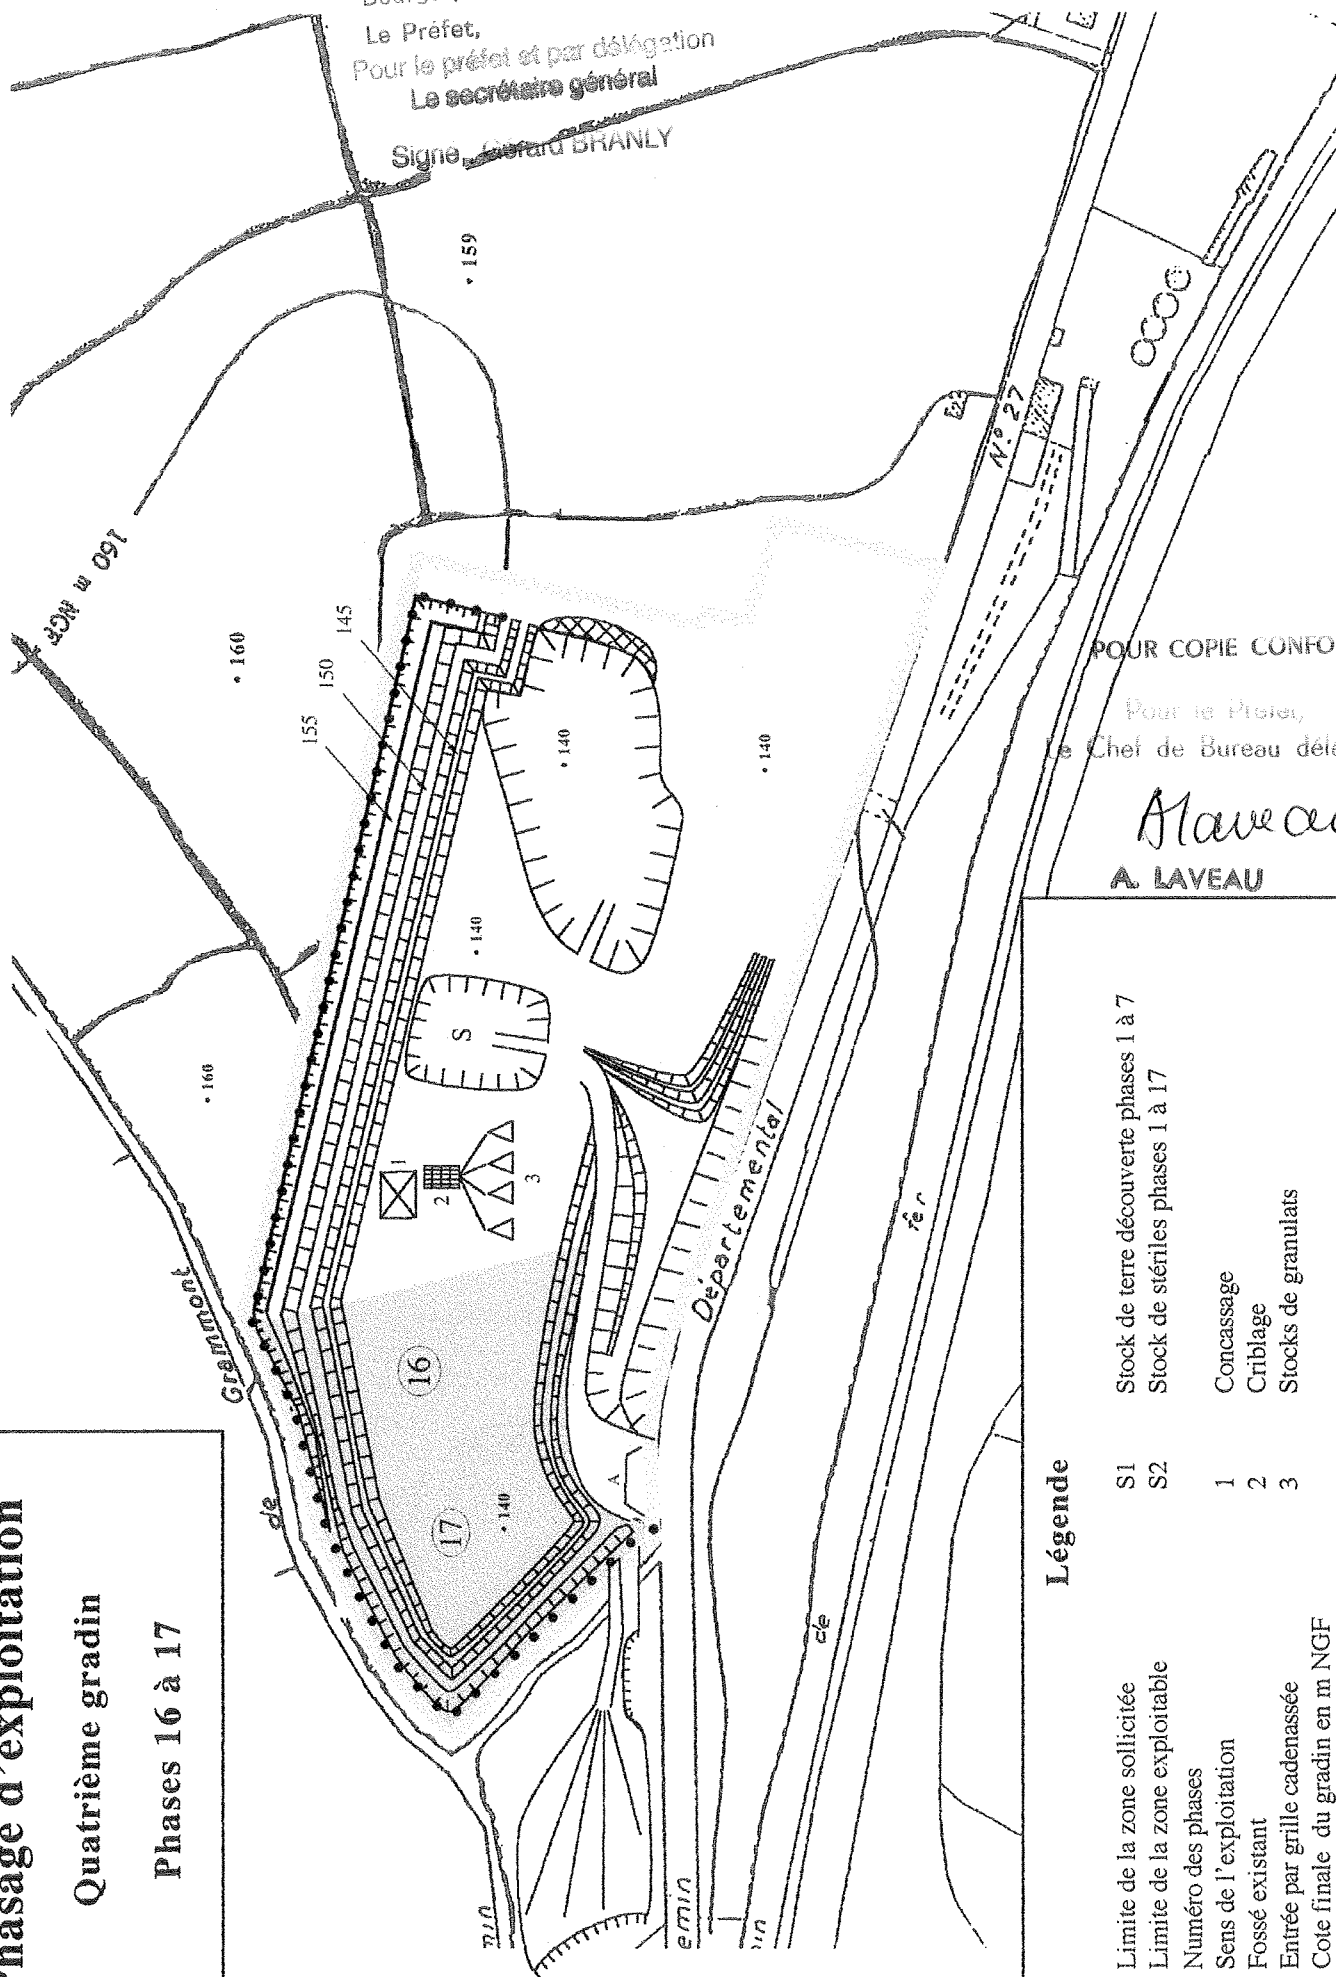 Le Préfet,
Pour le préfet et par délégation
Le secrétaire général
Signé, Gérard BRANLY
Phasage d'exploitation
Quatrième gradin
Phases 16 à 17
160 m NGF
• 159
• 160
• 160
155
150
145
• 140
• 140
• 140
• 140
S
1
2
3
16
17
A
de
Grammont
N.° 27
Départemental
fer
de
emin
POUR COPIE CONFO
Pour le Préfet,
Le Chef de Bureau délé
A. LAVEAU
Légende
Limite de la zone sollicitée
Limite de la zone exploitable
Numéro des phases
Sens de l'exploitation
Fossé existant
Entrée par grille cadenassée
Cote finale du gradin en m NGF
S1 Stock de terre découverte phases 1 à 7
S2 Stock de stériles phases 1 à 17
1 Concassage
2 Criblage
3 Stocks de granulats